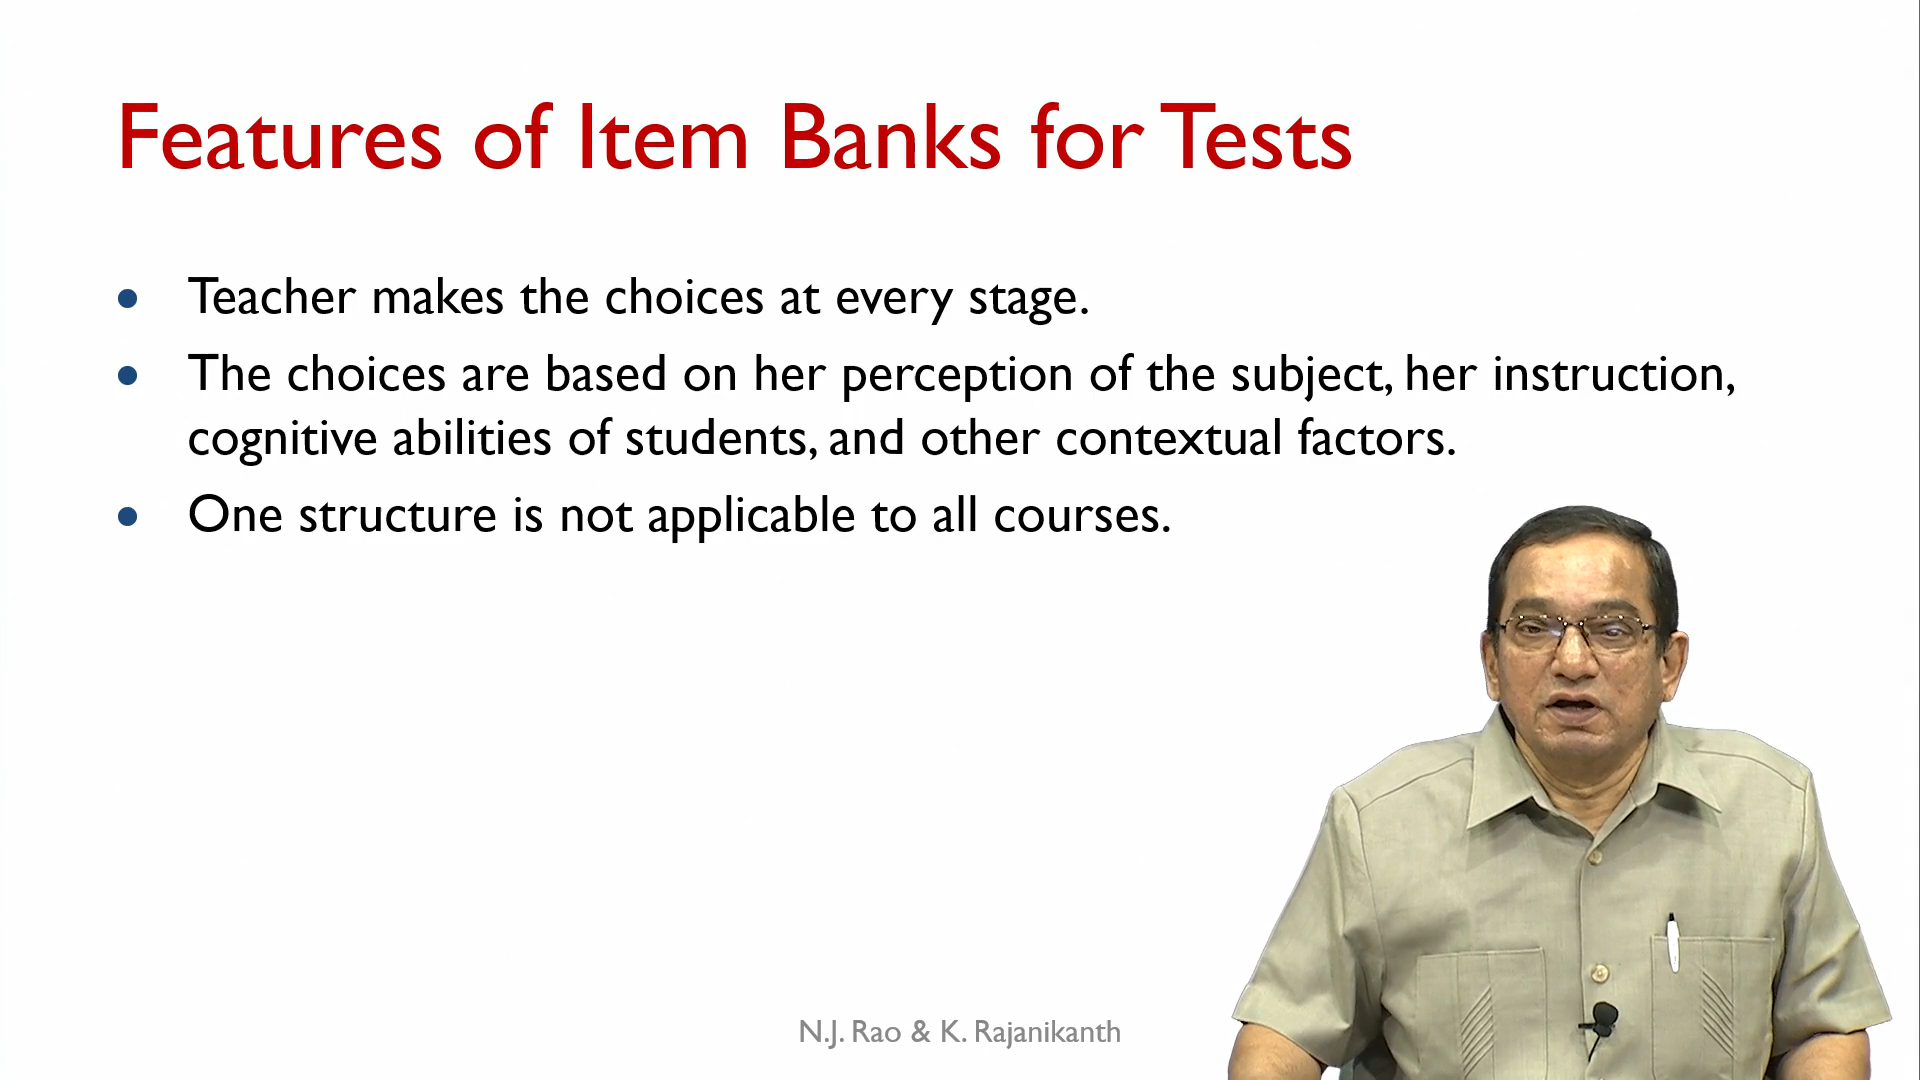 Features of Item Banks for Tests
• Teacher makes the choices at every stage.
• The choices are based on her perception of the subject, her instruction,
cognitive abilities of students, and other contextual factors.
• One structure is not applicable to all courses.
N.J. Rao & K. Rajanikanth